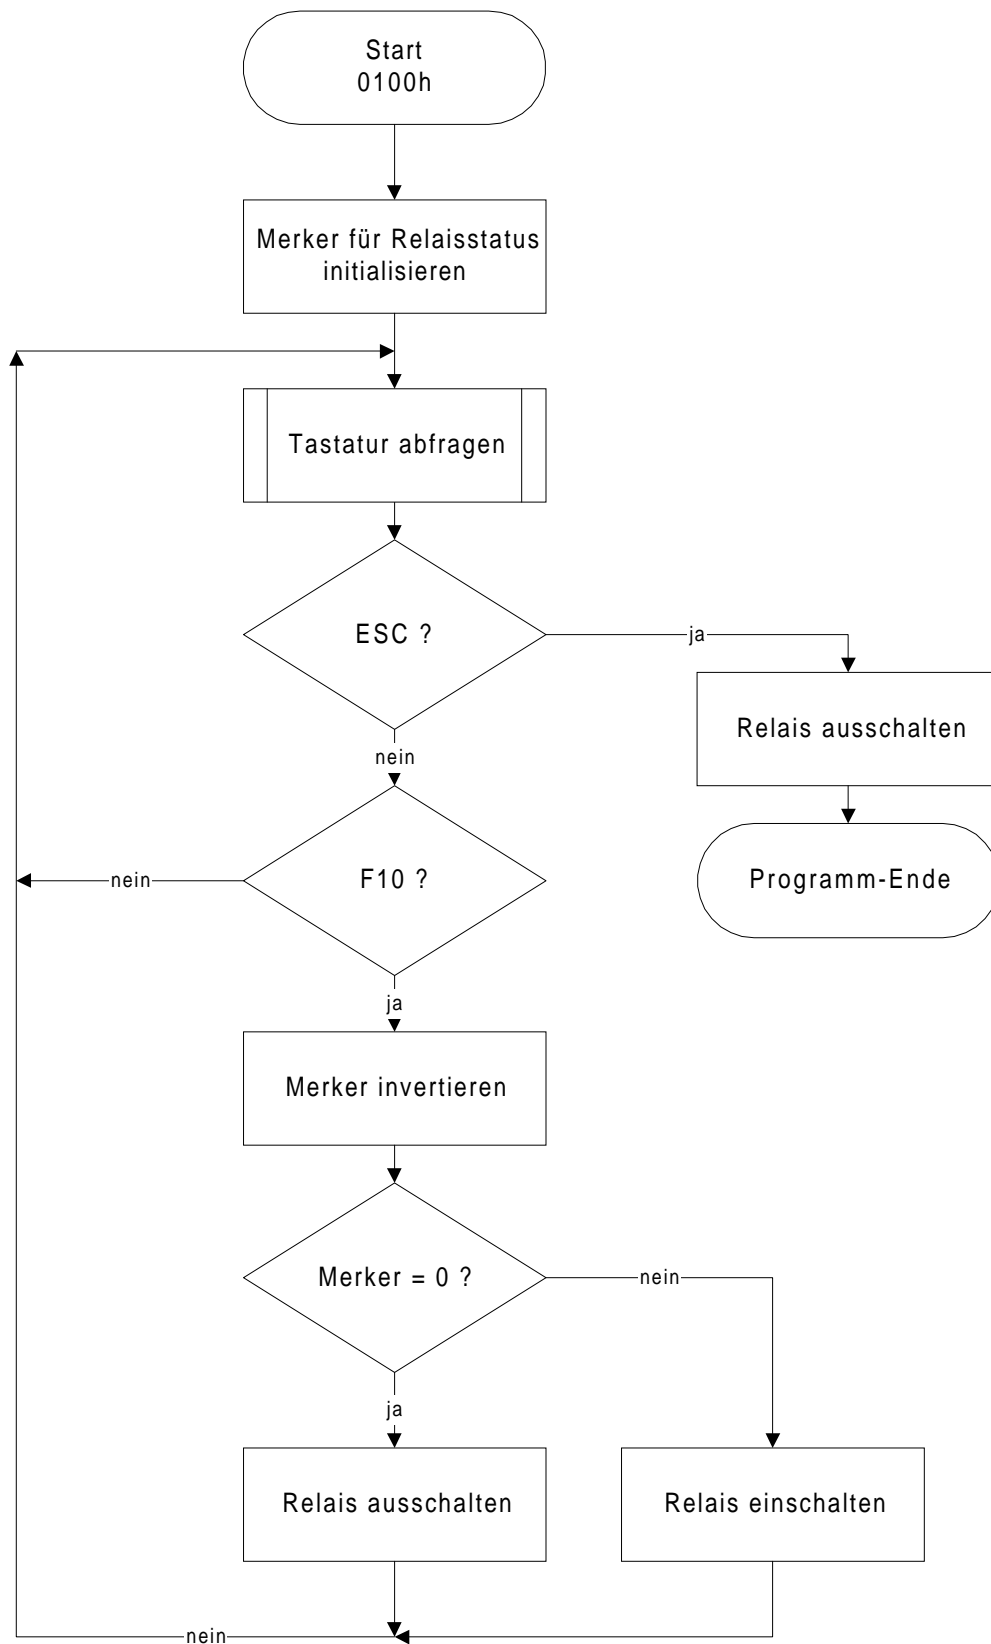 Start
0100h
Merker für Relaisstatus
initialisieren
Tastatur abfragen
ESC ?
ja
Relais ausschalten
nein
Programm-Ende
F10 ?
nein
ja
Merker invertieren
Merker = 0 ?
nein
ja
Relais ausschalten
Relais einschalten
nein